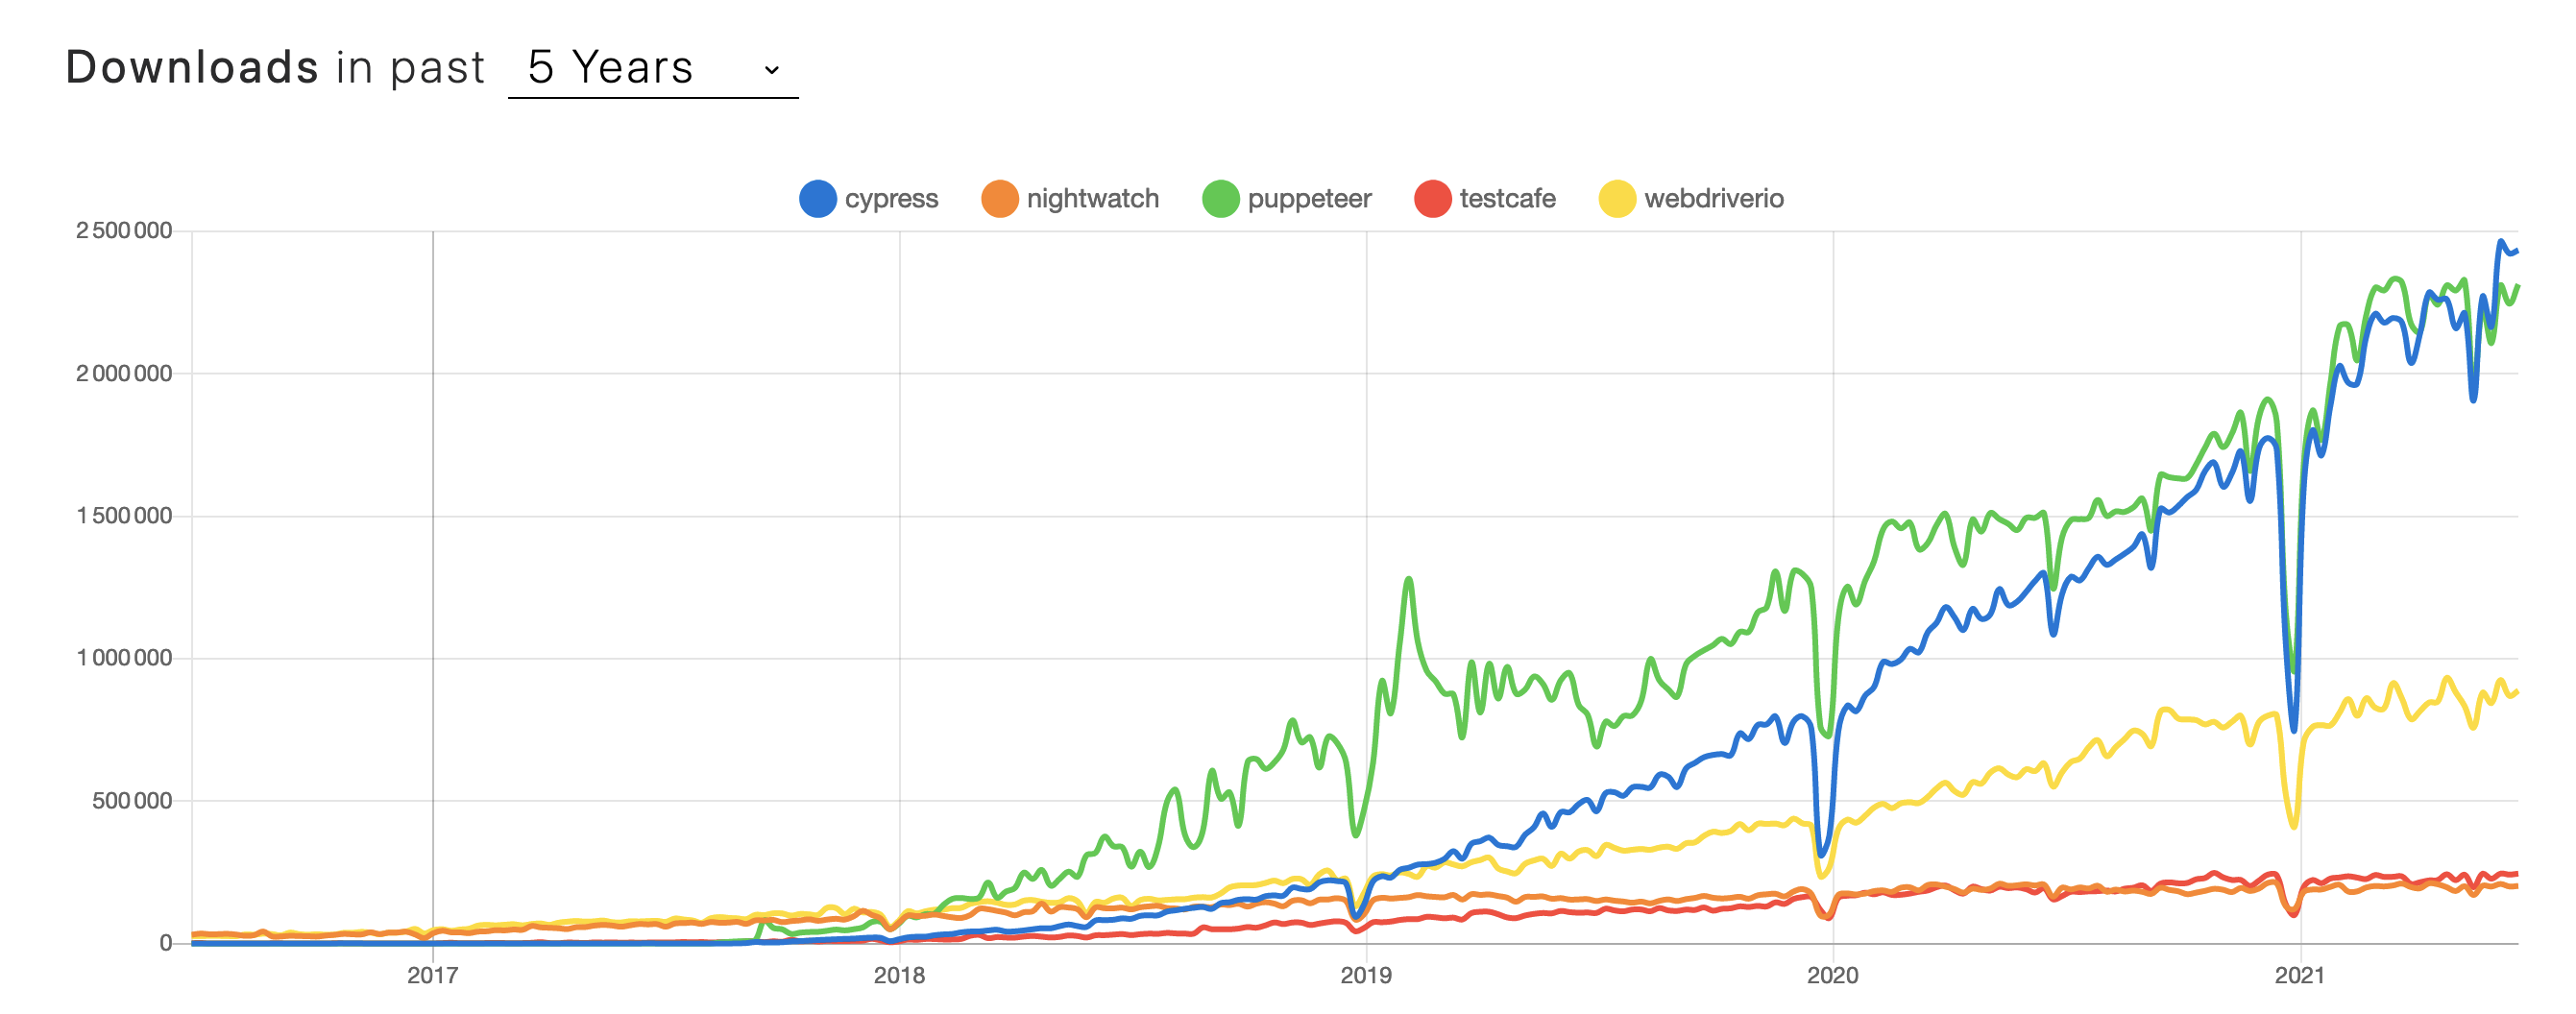 Downloads in past 5 Years
cypress nightwatch puppeteer testcafe webdriverio
2 500 000
2 000 000
1 500 000
1 000 000
500 000
0
2017 2018 2019 2020 2021